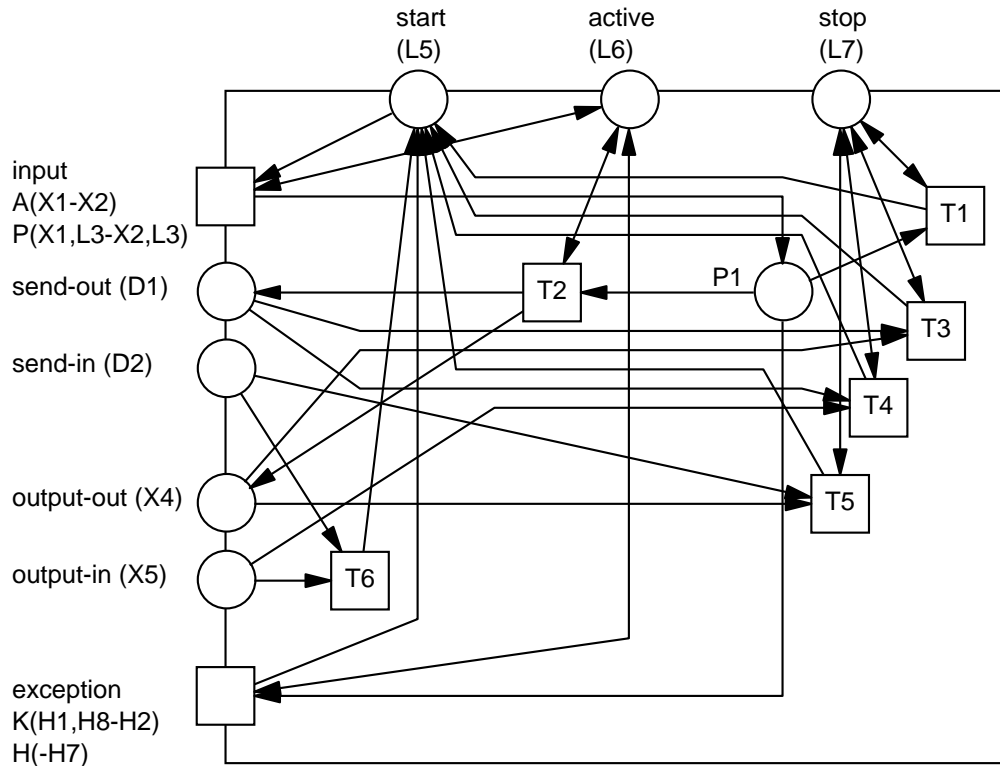 start
(L5)
active
(L6)
stop
(L7)
input
A(X1-X2)
P(X1,L3-X2,L3)
T1
send-out (D1)
T2
P1
T3
send-in (D2)
T4
output-out (X4)
T5
output-in (X5)
T6
exception
K(H1,H8-H2)
H(-H7)